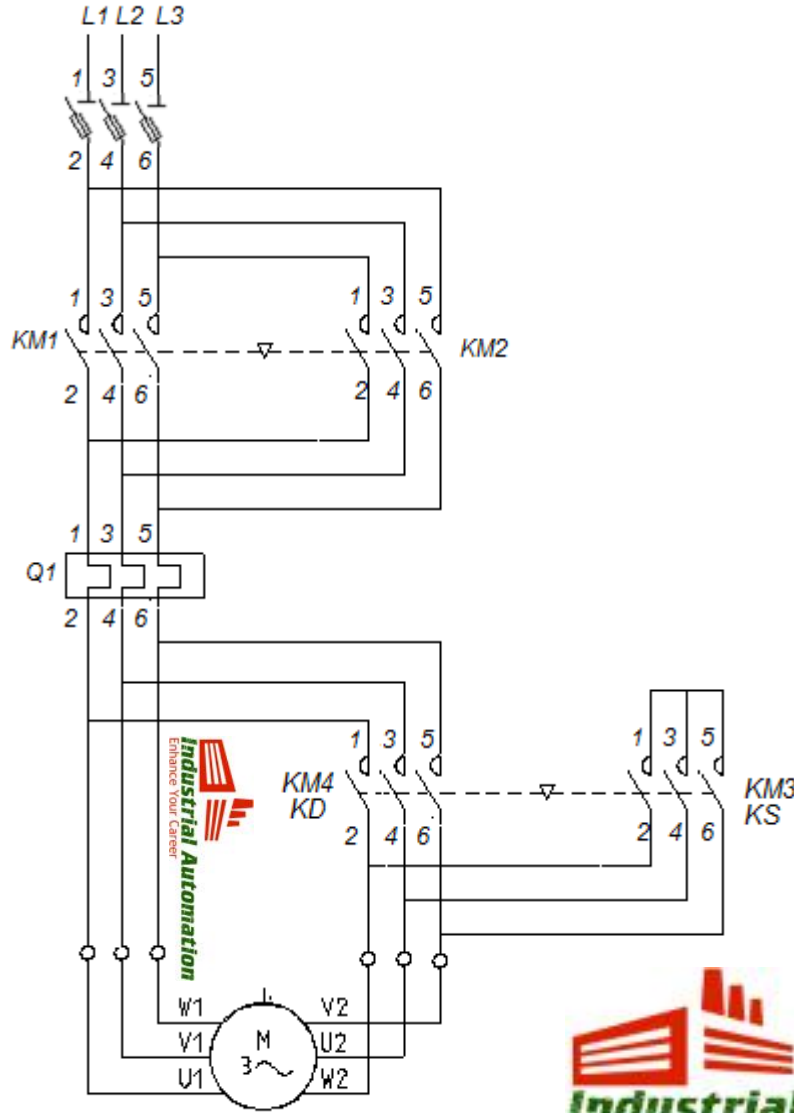 L1 L2 L3
1 3 5
2 4 6
1 3 5 1 3 5
KM1 KM2
2 4 6 2 4 6
1 3 5
Q1
2 4 6
1 3 5 1 3 5
KM4 KM3
KD KS
2 4 6 2 4 6
Industrial Automation
Enhance Your Career
W1 V2
V1 M U2
3
U1 W2
Industrial